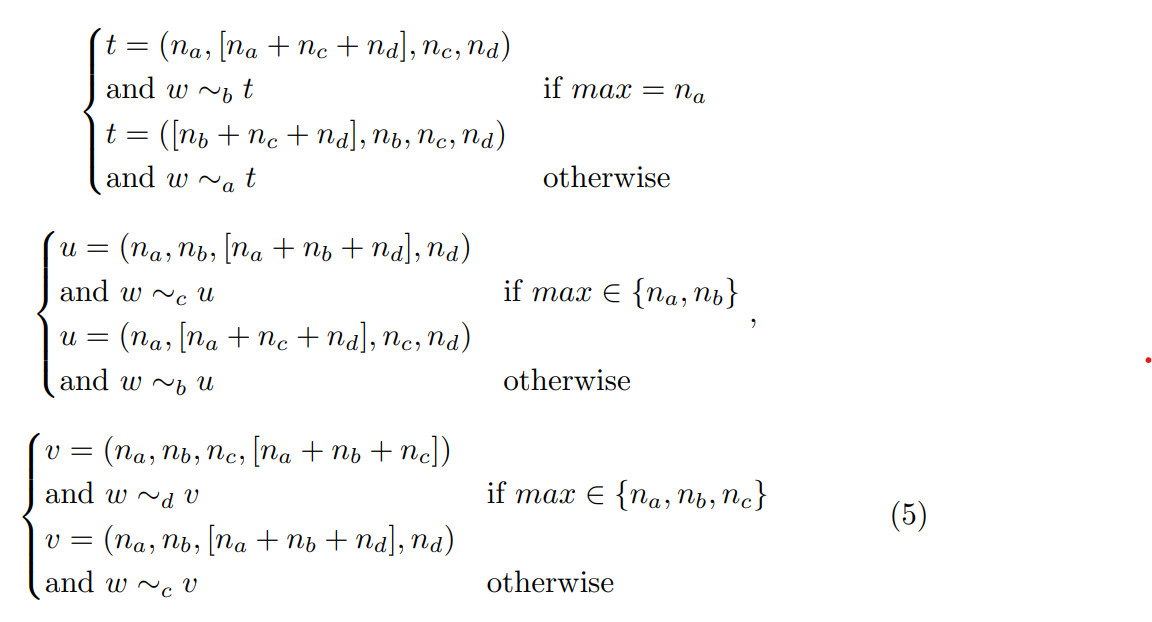 t = (n_a, [n_a + n_c + n_d], n_c, n_d)
and w ∼_b t if max = n_a
t = ([n_b + n_c + n_d], n_b, n_c, n_d)
and w ∼_a t otherwise
u = (n_a, n_b, [n_a + n_b + n_d], n_d)
and w ∼_c u if max ∈ {n_a, n_b}
,
u = (n_a, [n_a + n_c + n_d], n_c, n_d)
and w ∼_b u otherwise
v = (n_a, n_b, n_c, [n_a + n_b + n_c])
and w ∼_d v if max ∈ {n_a, n_b, n_c}
(5)
v = (n_a, n_b, [n_a + n_b + n_d], n_d)
and w ∼_c v otherwise